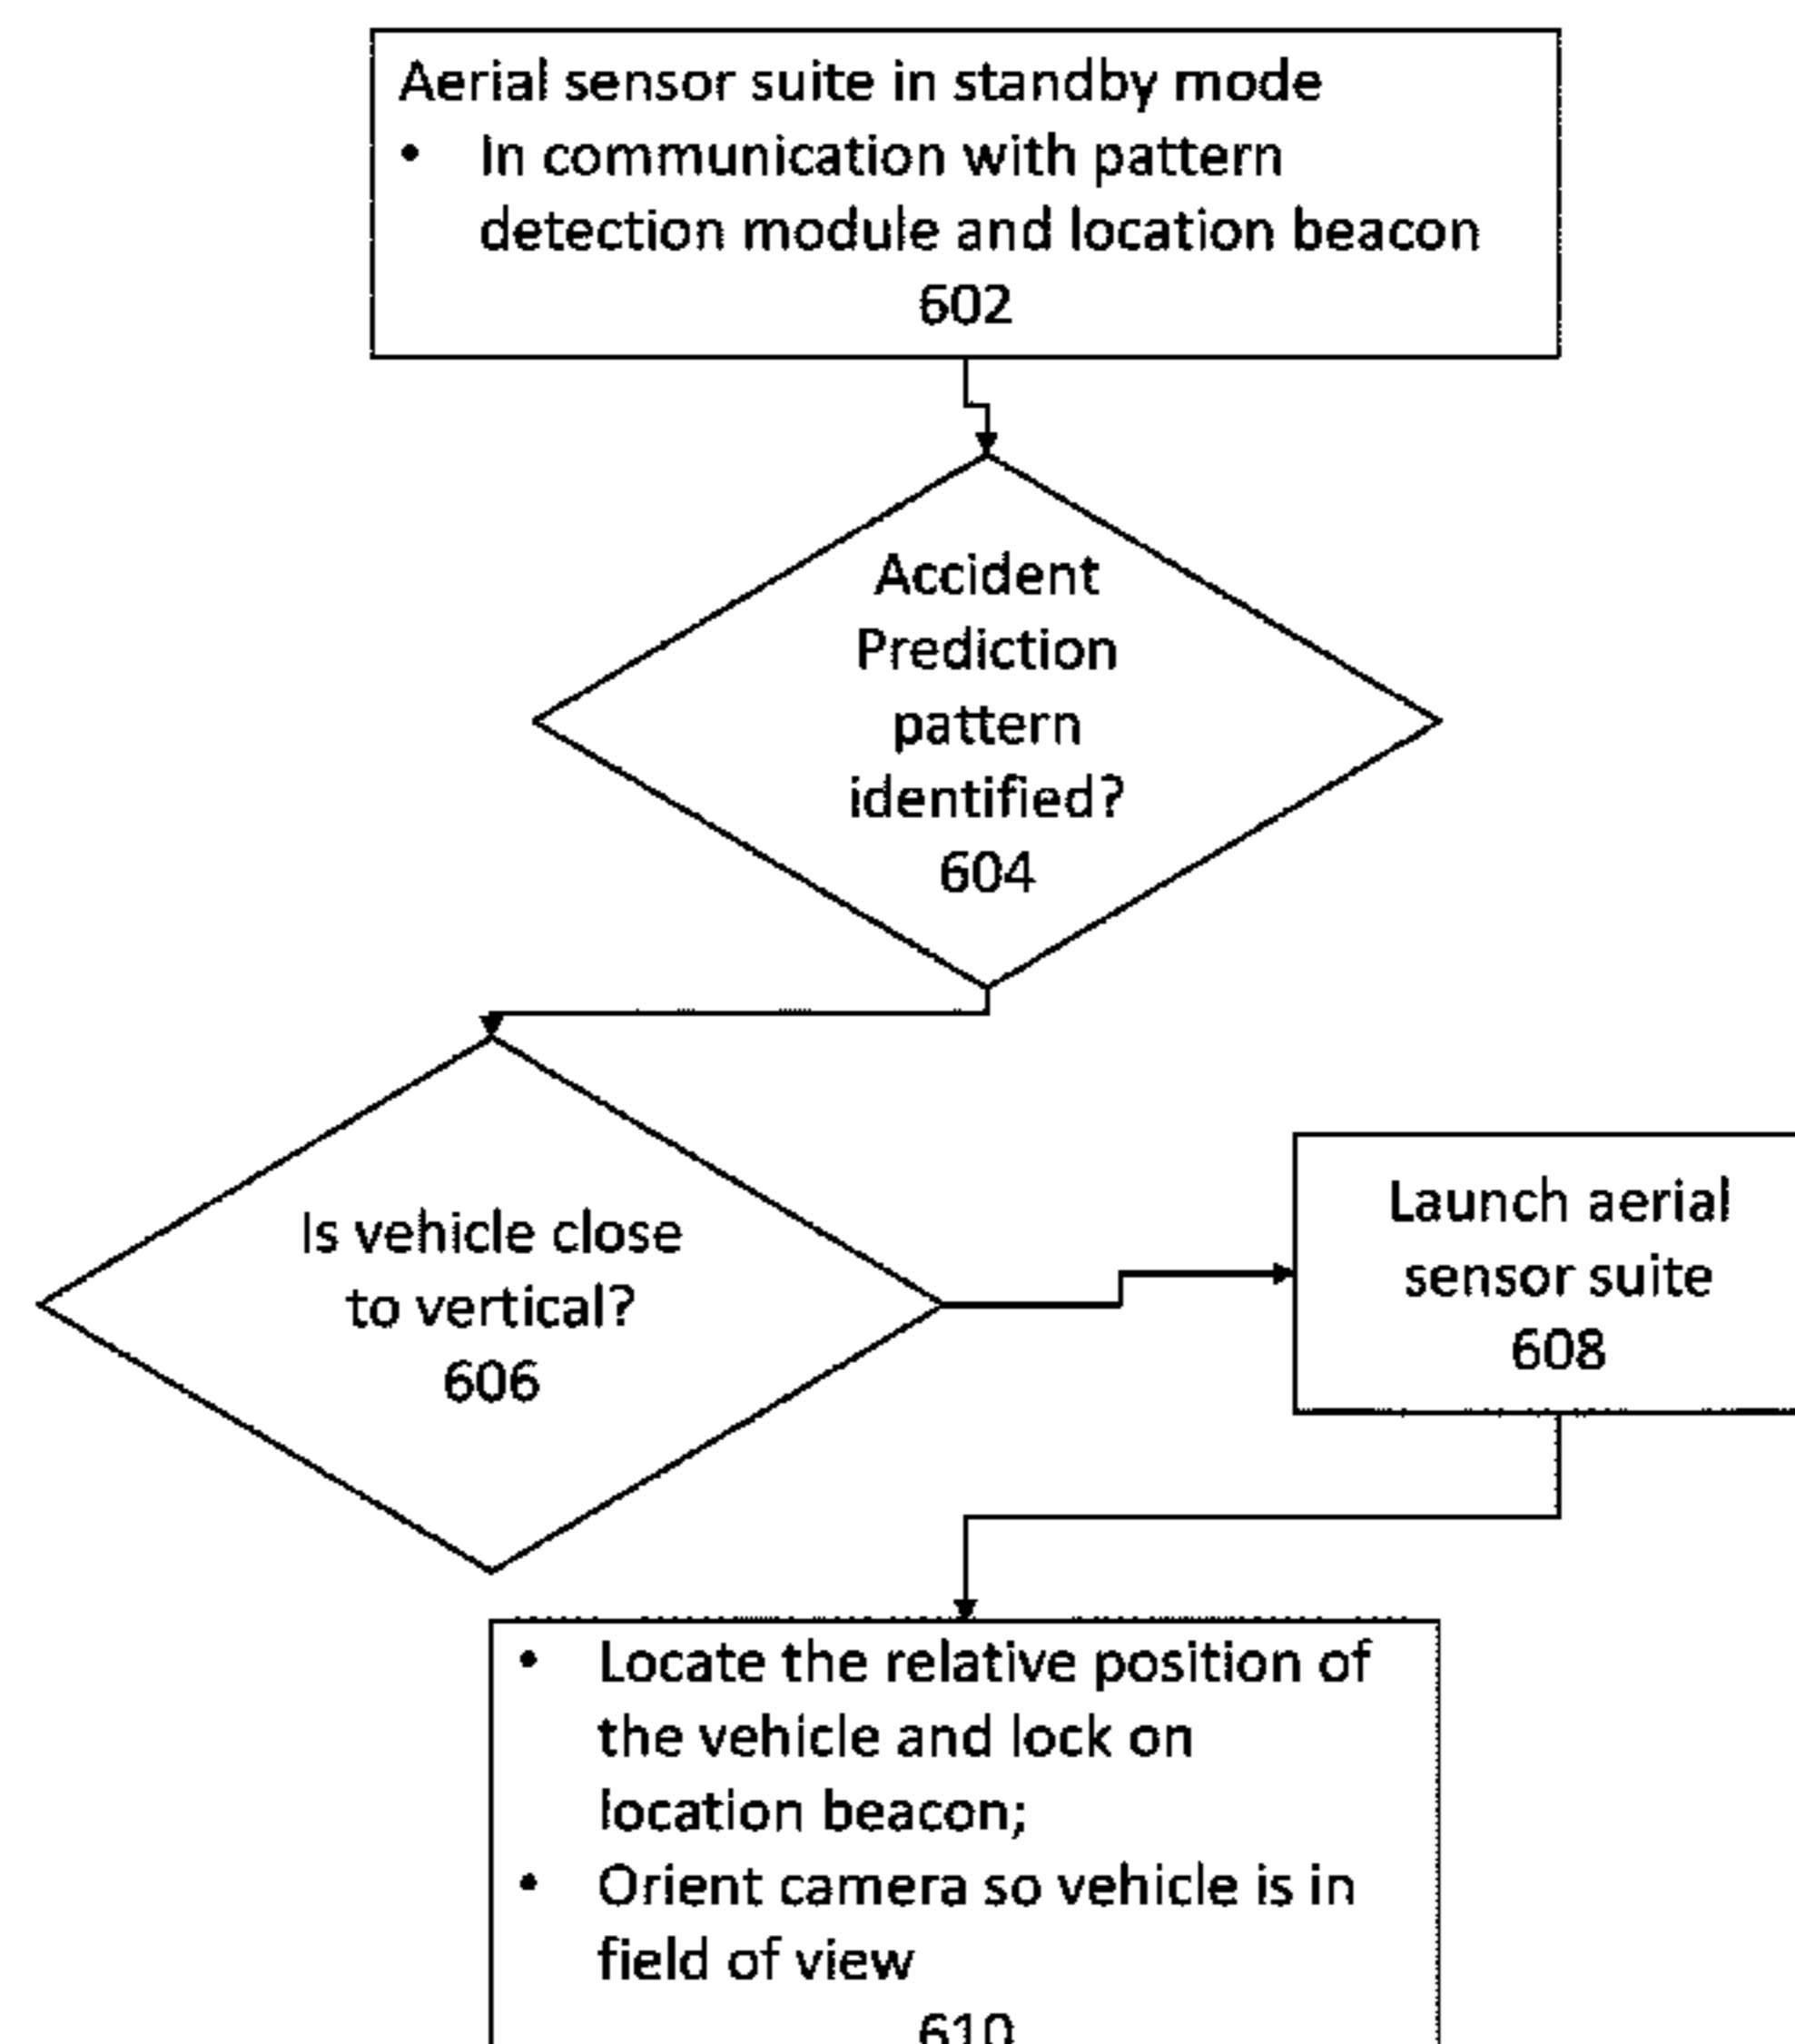 Aerial sensor suite in standby mode
• In communication with pattern
detection module and location beacon
602
Accident
Prediction
pattern
identified?
604
Is vehicle close
to vertical?
606
Launch aerial
sensor suite
608
• Locate the relative position of
the vehicle and lock on
location beacon;
• Orient camera so vehicle is in
field of view
610